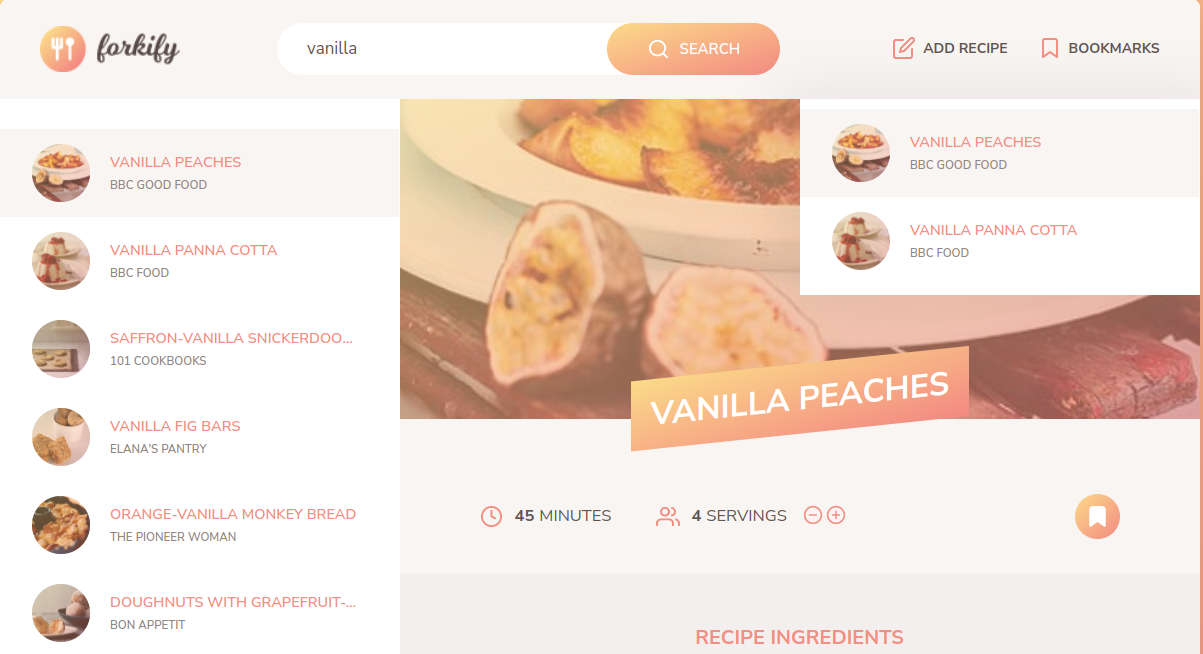 forkify
vanilla
SEARCH
ADD RECIPE
BOOKMARKS
VANILLA PEACHES
BBC GOOD FOOD
VANILLA PANNA COTTA
BBC FOOD
SAFFRON-VANILLA SNICKERDOO...
101 COOKBOOKS
VANILLA FIG BARS
ELANA'S PANTRY
ORANGE-VANILLA MONKEY BREAD
THE PIONEER WOMAN
DOUGHNUTS WITH GRAPEFRUIT-...
BON APPETIT
VANILLA PEACHES
BBC GOOD FOOD
VANILLA PANNA COTTA
BBC FOOD
VANILLA PEACHES
45 MINUTES
4 SERVINGS
RECIPE INGREDIENTS